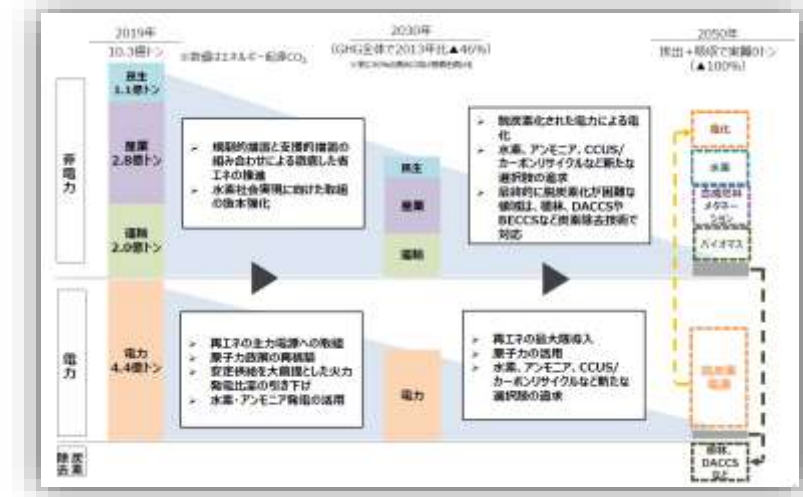 2019年
10.3億トン
※数値はエネルギー起源CO₂
2030年
(GHG全体で2013年比▲46%)
2050年
排出+吸収で実質0トン
(▲100%)
非電力
民生
1.1億トン
産業
2.8億トン
運輸
2.0億トン
➢ 規制的措置と支援的措置の
組み合わせによる徹底した省
エネの推進
➢ 水素社会実現に向けた取組
の抜本強化
民生
産業
運輸
➢ 脱炭素化された電力による電
化
➢ 水素、アンモニア、CCUS/
カーボンリサイクルなど新たな
選択肢の追求
➢ 最終的に脱炭素化が困難な
領域は、植林、DACCSや
BECCSなど炭素除去技術で
対応
電化
水素
合成燃料
メタネー
ション
バイオマス
電力
電力
4.4億トン
➢ 再エネの主力電源への取組
➢ 原子力政策の再構築
➢ 安定供給を大前提とした火力
発電比率の引き下げ
➢ 水素・アンモニア発電の活用
電力
➢ 再エネの最大限導入
➢ 原子力の活用
➢ 水素、アンモニア、CCUS/
カーボンリサイクルなど新たな
選択肢の追求
脱炭素
電源
炭素
除去
植林、
DACCS
など